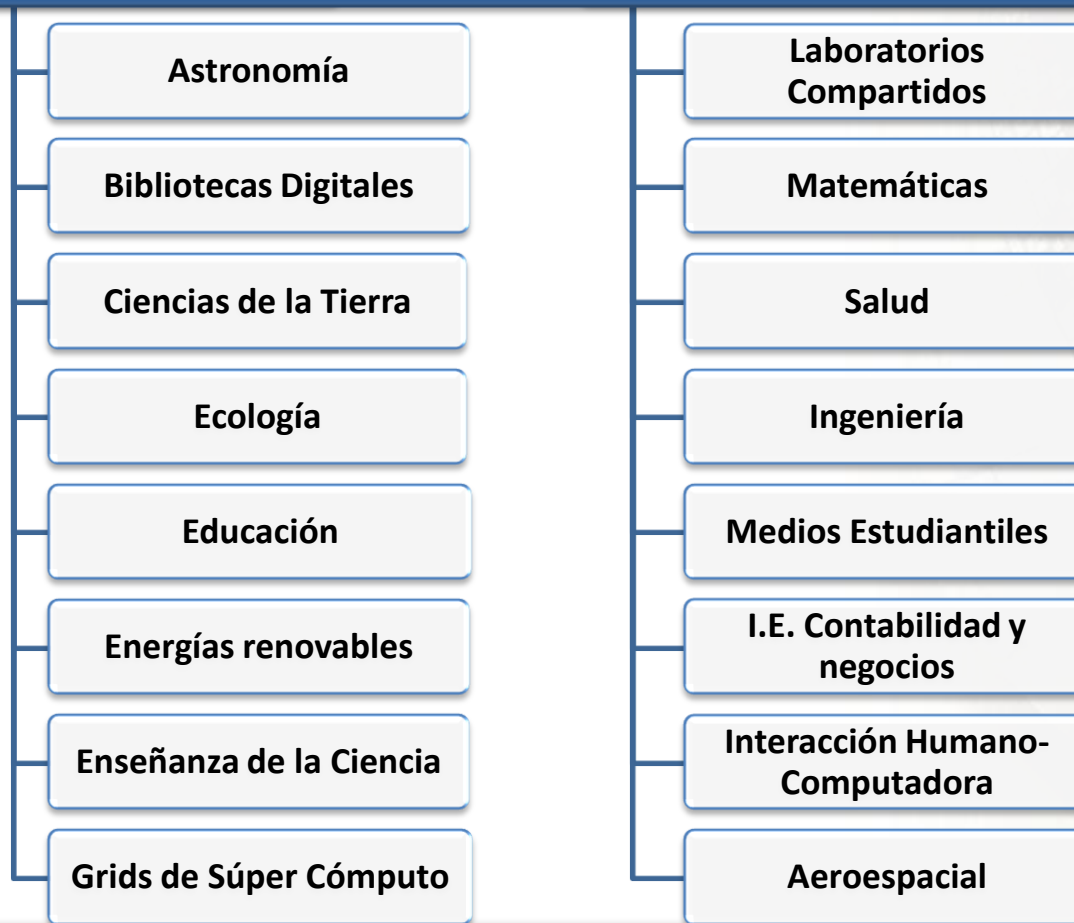 Astronomía
Bibliotecas Digitales
Ciencias de la Tierra
Ecología
Educación
Energías renovables
Enseñanza de la Ciencia
Grids de Súper Cómputo
Laboratorios
Compartidos
Matemáticas
Salud
Ingeniería
Medios Estudiantiles
I.E. Contabilidad y
negocios
Interacción Humano-
Computadora
Aeroespacial